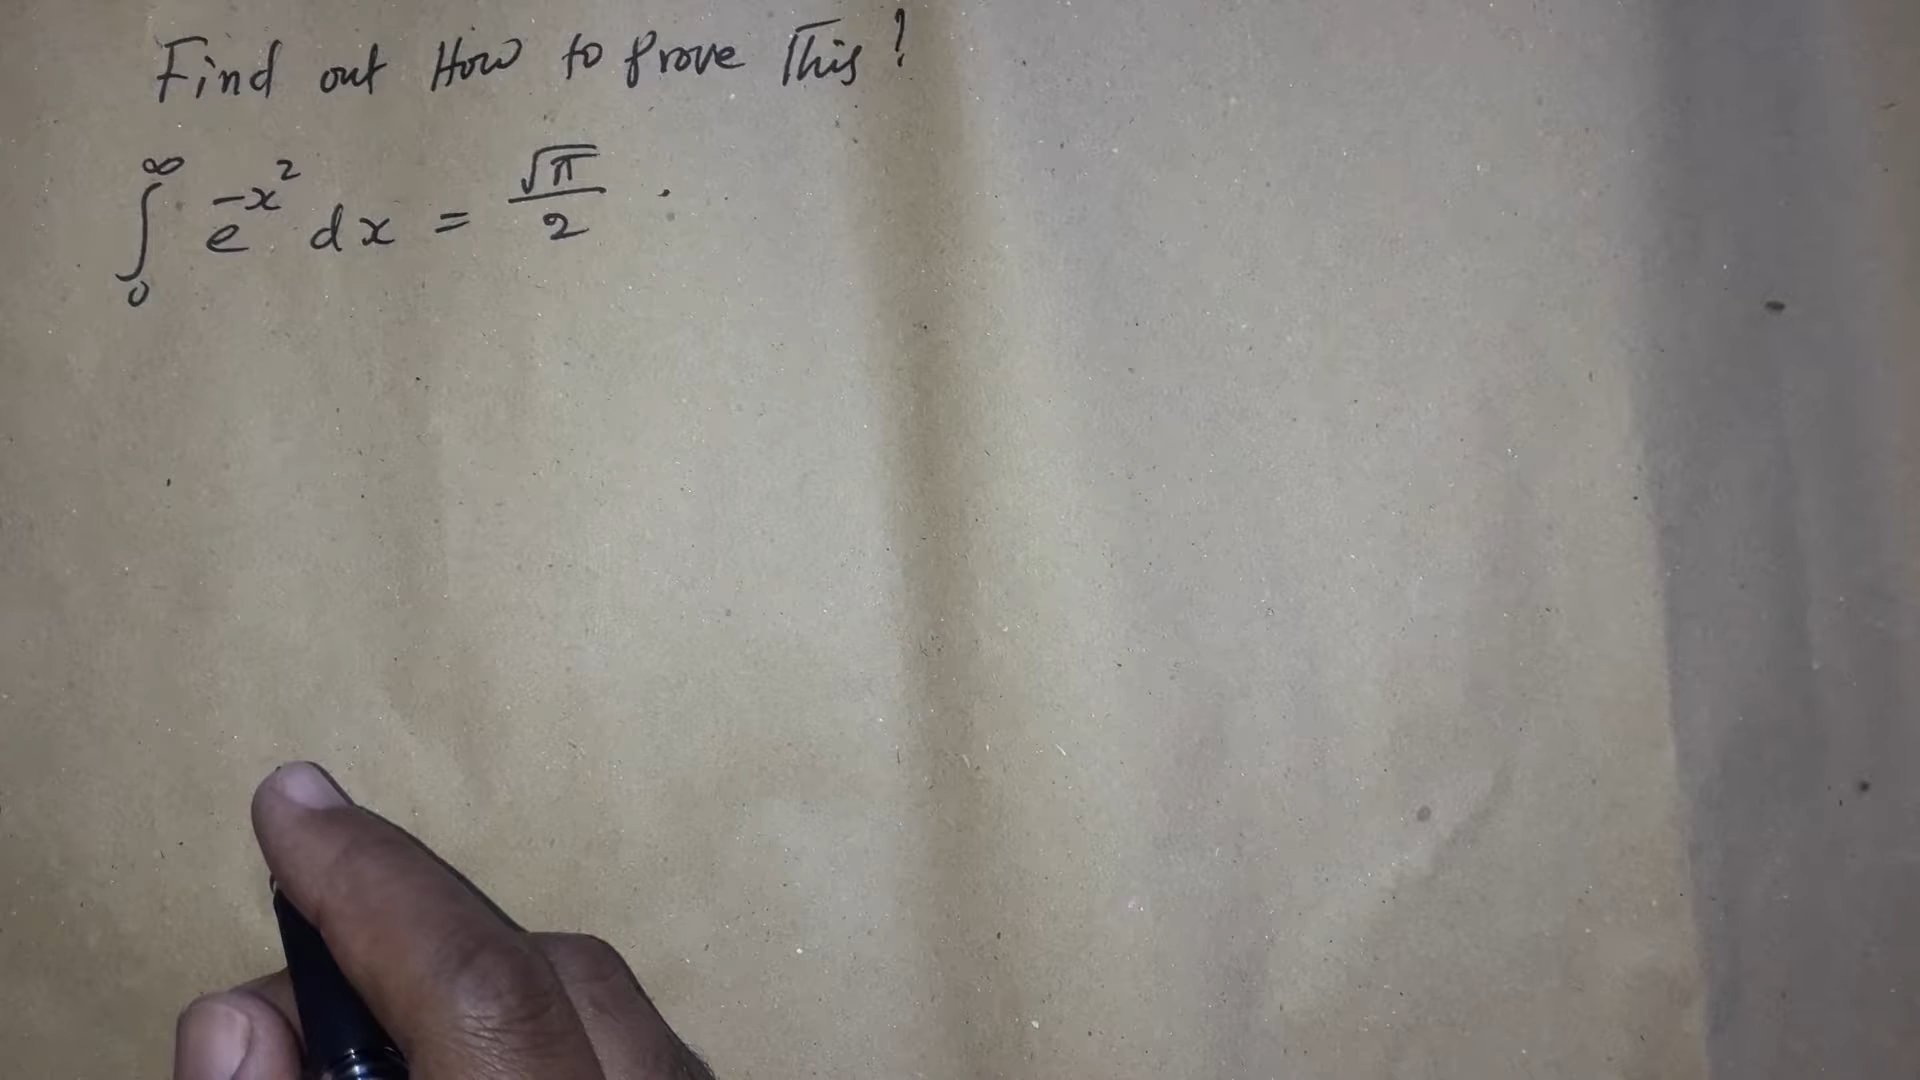 Find out How to prove This!
∫₀^∞ e^{-x²} dx = √π/2 .